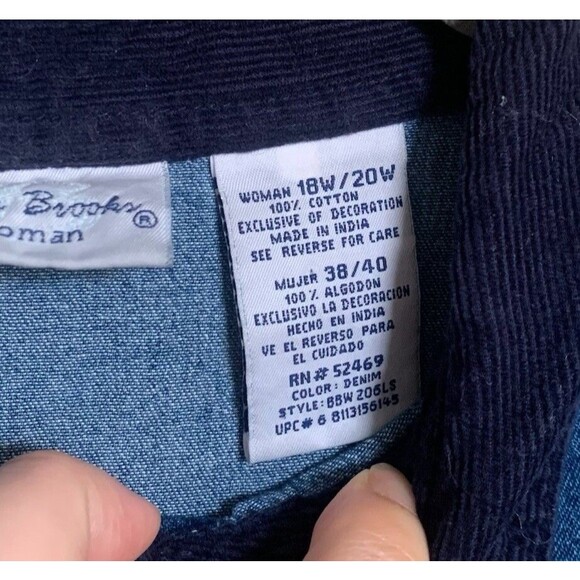 Brooks®
oman
WOMAN 18W/20W
100% COTTON
EXCLUSIVE OF DECORATION
MADE IN INDIA
SEE REVERSE FOR CARE
MUJER 38/40
100% ALGODON
EXCLUSIVO LA DECORACION
HECHO EN INDIA
VE EL REVERSO PARA
EL CUIDADO
RN# 52469
COLOR: DENIM
STYLE: BBW 206LS
UPC# 6 8113156145